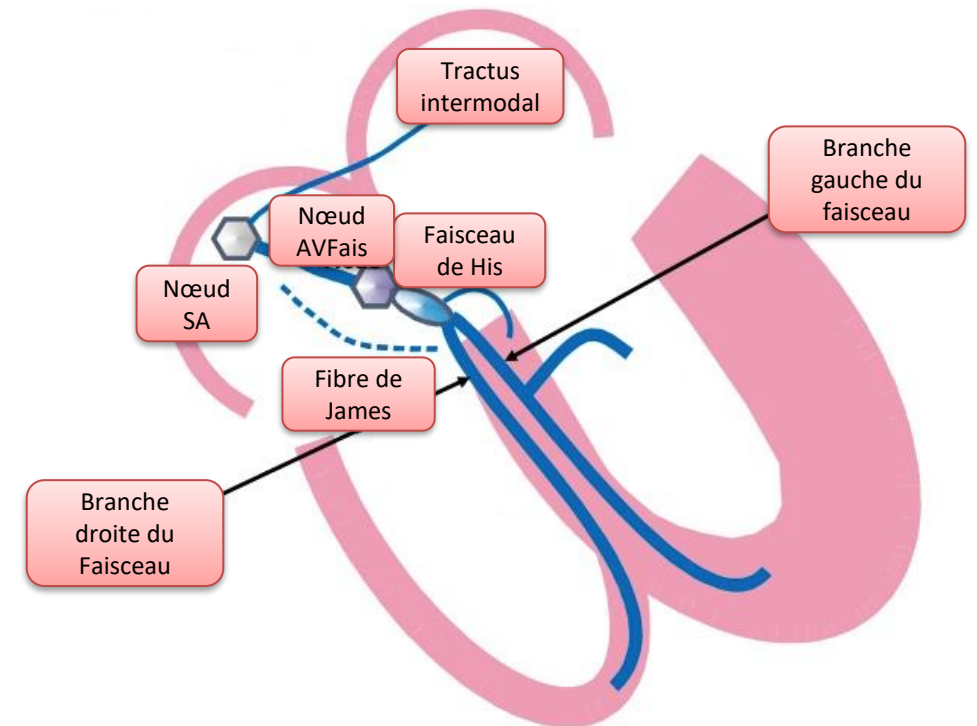 Tractus
intermodal
Branche
gauche du
faisceau
Nœud
AVFais
Faisceau
de His
Nœud
SA
Fibre de
James
Branche
droite du
Faisceau